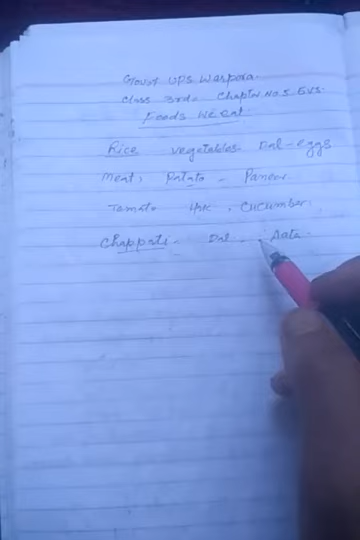 Govt UPS Warpora.
Class 3rd. Chapter No 5 EVS.
Foods We Eat
Rice vegetables Dal-eggs
Meat, Patato - Paneer
Tomato . Cucumber.
Chappati - Dal - Aata.